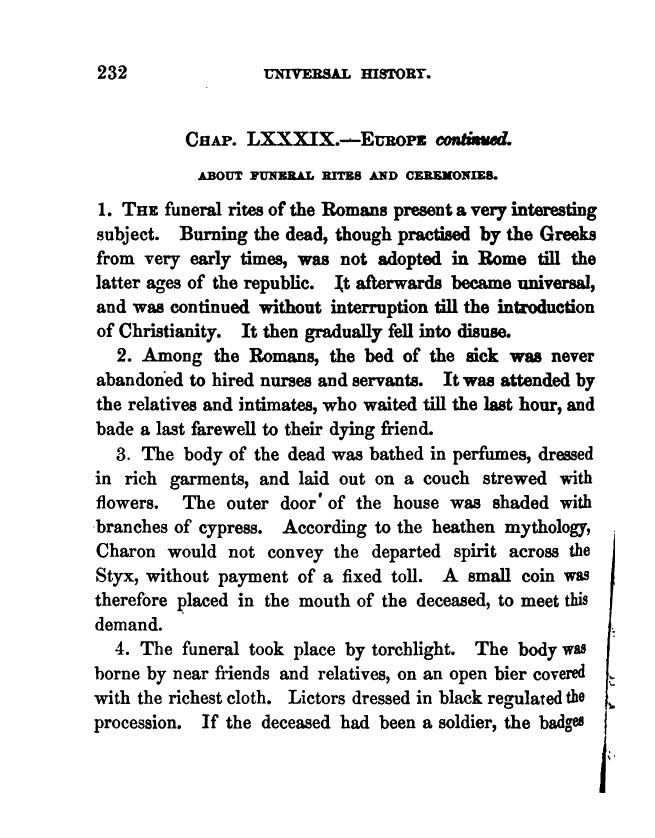 232 UNIVERSAL HISTORY.
CHAP. LXXXIX.—EUROPE continued.
ABOUT FUNERAL RITES AND CEREMONIES.
1. THE funeral rites of the Romans present a very interesting
subject. Burning the dead, though practised by the Greeks
from very early times, was not adopted in Rome till the
latter ages of the republic. It afterwards became universal,
and was continued without interruption till the introduction
of Christianity. It then gradually fell into disuse.
2. Among the Romans, the bed of the sick was never
abandoned to hired nurses and servants. It was attended by
the relatives and intimates, who waited till the last hour, and
bade a last farewell to their dying friend.
3. The body of the dead was bathed in perfumes, dressed
in rich garments, and laid out on a couch strewed with
flowers. The outer door of the house was shaded with
branches of cypress. According to the heathen mythology,
Charon would not convey the departed spirit across the
Styx, without payment of a fixed toll. A small coin was
therefore placed in the mouth of the deceased, to meet this
demand.
4. The funeral took place by torchlight. The body was
borne by near friends and relatives, on an open bier covered
with the richest cloth. Lictors dressed in black regulated the
procession. If the deceased had been a soldier, the badges